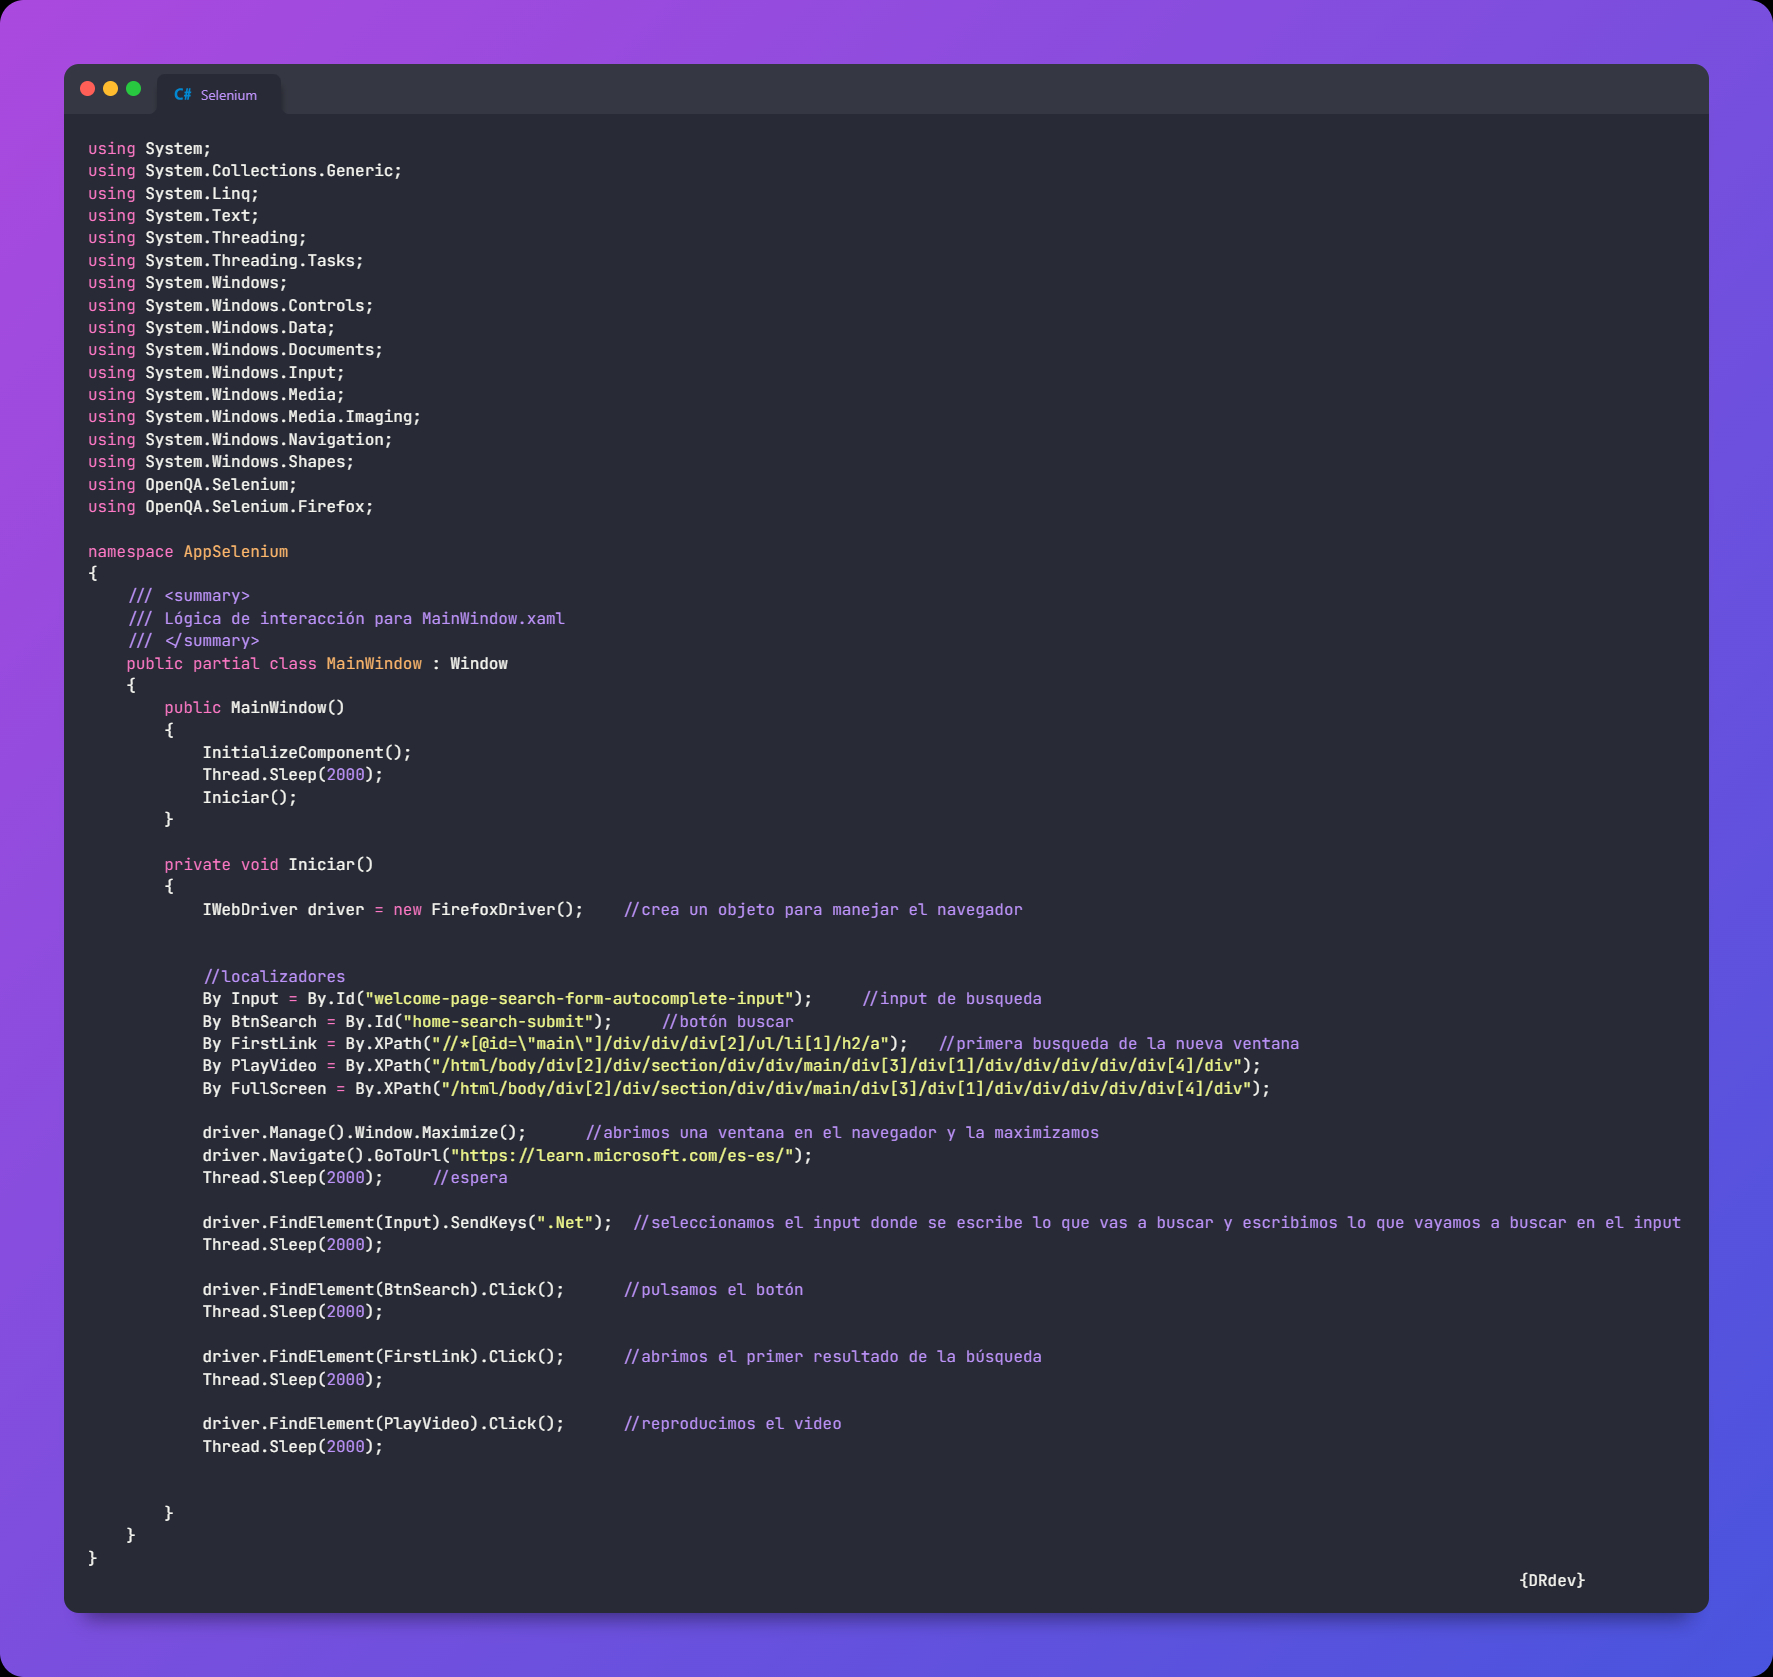 C# Selenium
using System;
using System.Collections.Generic;
using System.Linq;
using System.Text;
using System.Threading;
using System.Threading.Tasks;
using System.Windows;
using System.Windows.Controls;
using System.Windows.Data;
using System.Windows.Documents;
using System.Windows.Input;
using System.Windows.Media;
using System.Windows.Media.Imaging;
using System.Windows.Navigation;
using System.Windows.Shapes;
using OpenQA.Selenium;
using OpenQA.Selenium.Firefox;

namespace AppSelenium
{
    /// <summary>
    /// Lógica de interacción para MainWindow.xaml
    /// </summary>
    public partial class MainWindow : Window
    {
        public MainWindow()
        {
            InitializeComponent();
            Thread.Sleep(2000);
            Iniciar();
        }

        private void Iniciar()
        {
            IWebDriver driver = new FirefoxDriver();    //crea un objeto para manejar el navegador


            //localizadores
            By Input = By.Id("welcome-page-search-form-autocomplete-input");     //input de busqueda
            By BtnSearch = By.Id("home-search-submit");     //botón buscar
            By FirstLink = By.XPath("//*[@id=\"main\"]/div/div/div[2]/ul/li[1]/h2/a");   //primera busqueda de la nueva ventana
            By PlayVideo = By.XPath("/html/body/div[2]/div/section/div/div/main/div[3]/div[1]/div/div/div/div/div[4]/div");
            By FullScreen = By.XPath("/html/body/div[2]/div/section/div/div/main/div[3]/div[1]/div/div/div/div/div[4]/div");

            driver.Manage().Window.Maximize();      //abrimos una ventana en el navegador y la maximizamos
            driver.Navigate().GoToUrl("https://learn.microsoft.com/es-es/");
            Thread.Sleep(2000);     //espera

            driver.FindElement(Input).SendKeys(".Net");  //seleccionamos el input donde se escribe lo que vas a buscar y escribimos lo que vayamos a buscar en el input
            Thread.Sleep(2000);

            driver.FindElement(BtnSearch).Click();      //pulsamos el botón
            Thread.Sleep(2000);

            driver.FindElement(FirstLink).Click();      //abrimos el primer resultado de la búsqueda
            Thread.Sleep(2000);

            driver.FindElement(PlayVideo).Click();      //reproducimos el video
            Thread.Sleep(2000);


        }
    }
}
{DRdev}